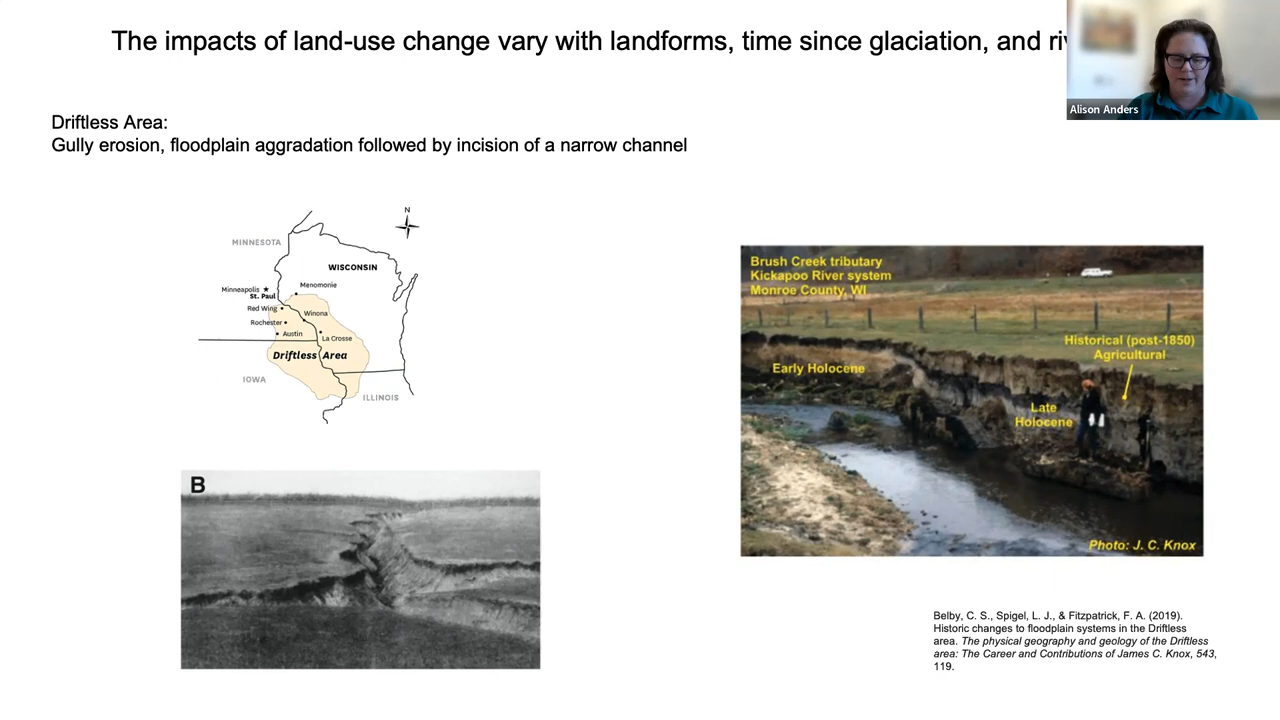 The impacts of land-use change vary with landforms, time since glaciation, and
Alison Anders
Driftless Area:
Gully erosion, floodplain aggradation followed by incision of a narrow channel
N
MINNESOTA
WISCONSIN
Minneapolis
St. Paul
Menomonie
Red Wing
Winona
Rochester
Austin
La Crosse
Driftless Area
IOWA
ILLINOIS
B
Brush Creek tributary
Kickapoo River system
Monroe County, WI
Historical (post-1850)
Agricultural
Early Holocene
Late
Holocene
Photo: J. C. Knox
Belby, C. S., Spigel, L. J., & Fitzpatrick, F. A. (2019).
Historic changes to floodplain systems in the Driftless
area. The physical geography and geology of the Driftless
area: The Career and Contributions of James C. Knox, 543,
119.